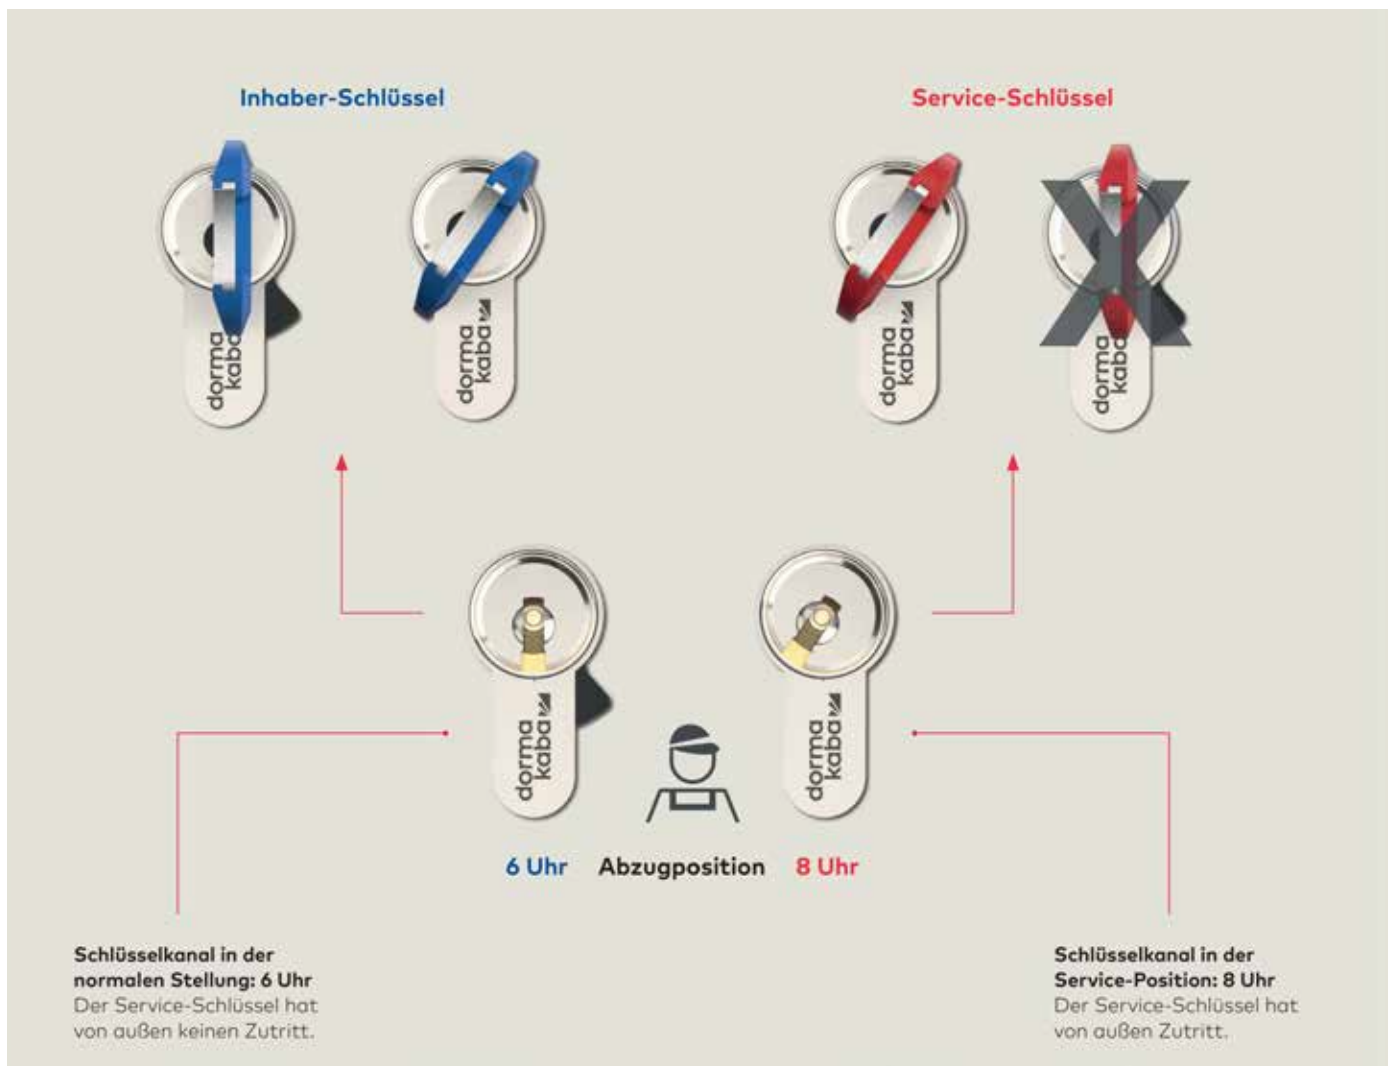 Inhaber-Schlüssel
Service-Schlüssel
dorma
kaba
dorma
kaba
dorma
kaba
dorma
kaba
dorma
kaba
dorma
kaba
6 Uhr Abzugposition 8 Uhr
Schlüsselkanal in der
normalen Stellung: 6 Uhr
Der Service-Schlüssel hat
von außen keinen Zutritt.
Schlüsselkanal in der
Service-Position: 8 Uhr
Der Service-Schlüssel hat
von außen Zutritt.